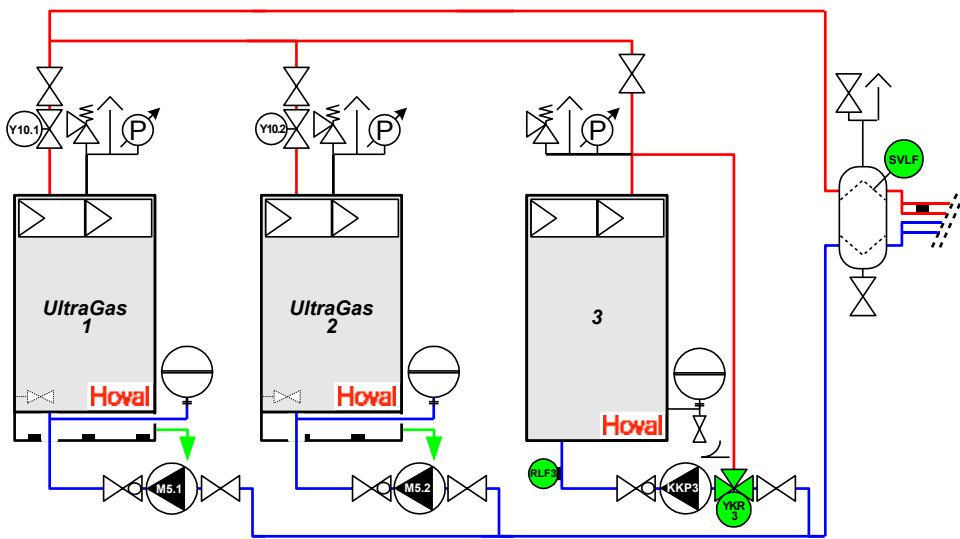 Y10.1
P
Y10.2
P
P
SVLF
UltraGas
1
UltraGas
2
3
Hoval
Hoval
Hoval
RLF3
M5.1
M5.2
KKP3
YKR
3